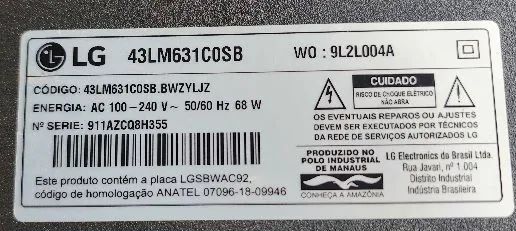 LG 43LM631C0SB WO : 9L2L004A
CÓDIGO: 43LM631C0SB.BWZYLJZ
ENERGIA: AC 100-240 V~ 50/60 Hz 68 W
Nº SERIE: 911AZCQ8H355
Este produto contém a placa LGSBWAC92,
código de homologação ANATEL 07096-18-09946
CUIDADO
RISCO DE CHOQUE ELÉTRICO
NÃO ABRA
OS EVENTUAIS REPAROS OU AJUSTES
DEVEM SER EXECUTADOS POR TÉCNICOS
DA REDE DE SERVIÇOS AUTORIZADOS LG
PRODUZIDO NO
POLO INDUSTRIAL
DE MANAUS
CONHEÇA A AMAZÔNIA
LG Electronics do Brasil Ltda.
Rua Javari, nº 1.004
Distrito Industrial
Indústria Brasileira